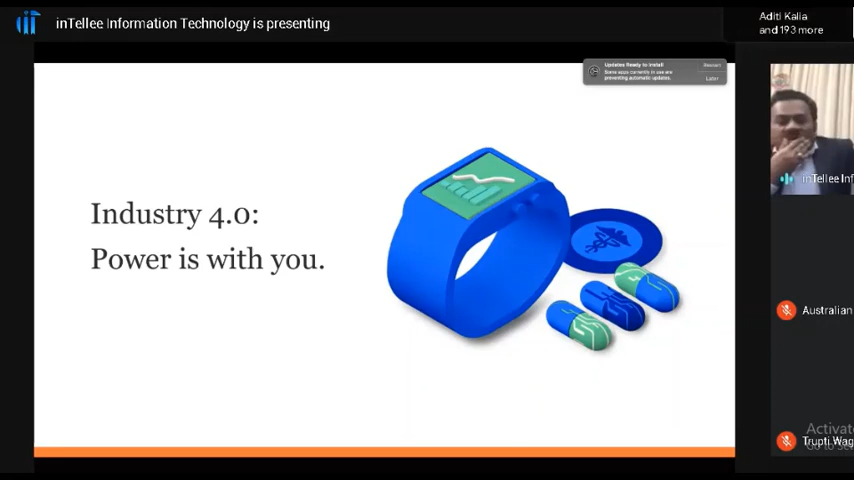 inTellee Information Technology is presenting
Aditi Kalia
and 193 more
Updates Ready to Install
Some apps currently in use are
preventing automatic updates.
Restart
Later
Industry 4.0:
Power is with you.
inTellee Inf
Australian
Activate
Trupti Wag